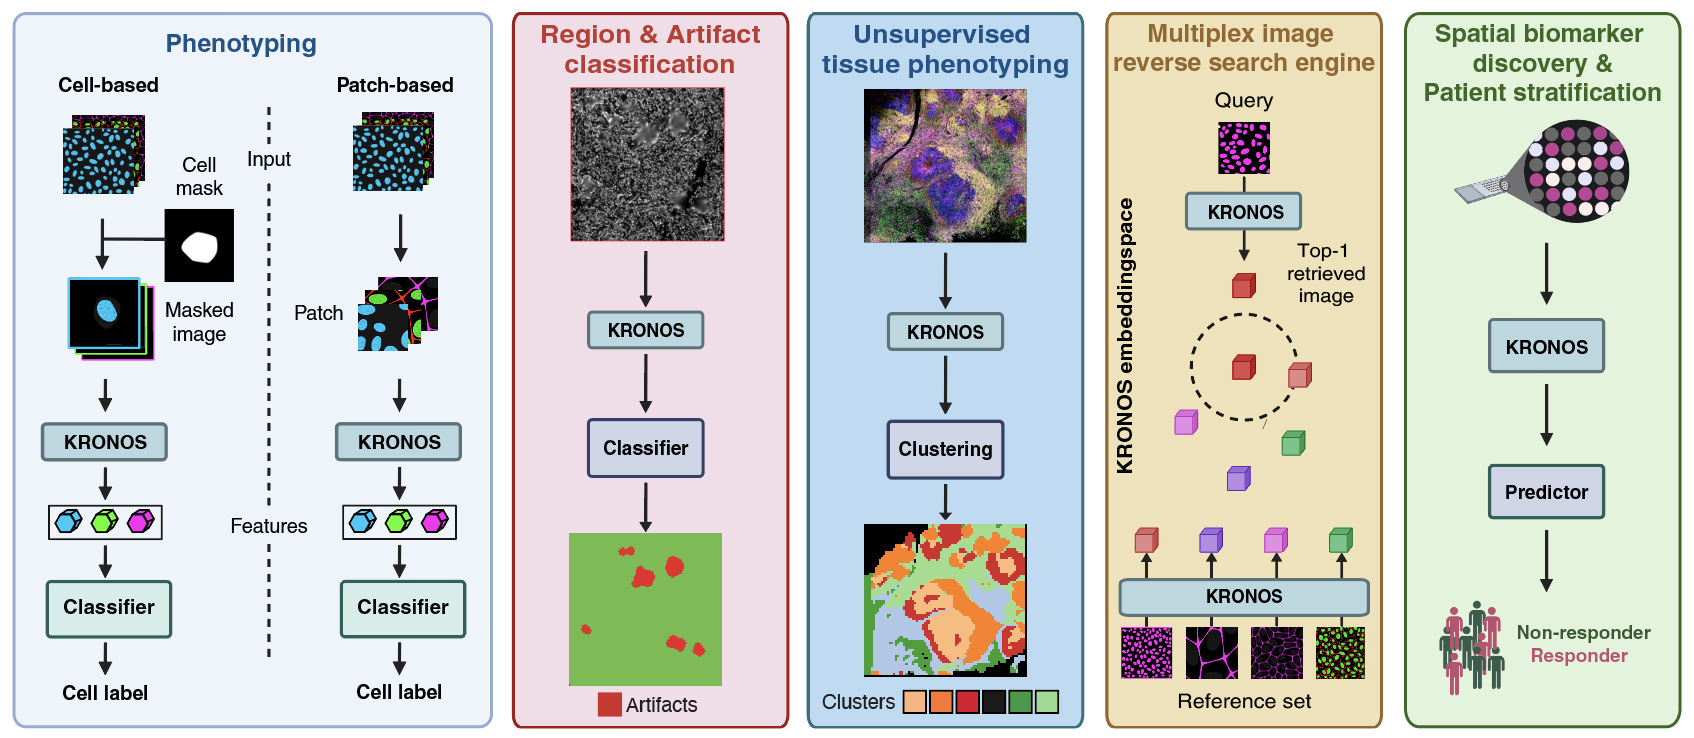 Phenotyping
Cell-based
Patch-based
Input
Cell
mask
Masked
image
Patch
KRONOS
KRONOS
Features
Classifier
Classifier
Cell label
Cell label
Region & Artifact
classification
KRONOS
Classifier
Artifacts
Unsupervised
tissue phenotyping
KRONOS
Clustering
Clusters
Multiplex image
reverse search engine
Query
KRONOS
Top-1
retrieved
image
KRONOS embeddingspace
KRONOS
Reference set
Spatial biomarker
discovery &
Patient stratification
KRONOS
Predictor
Non-responder
Responder